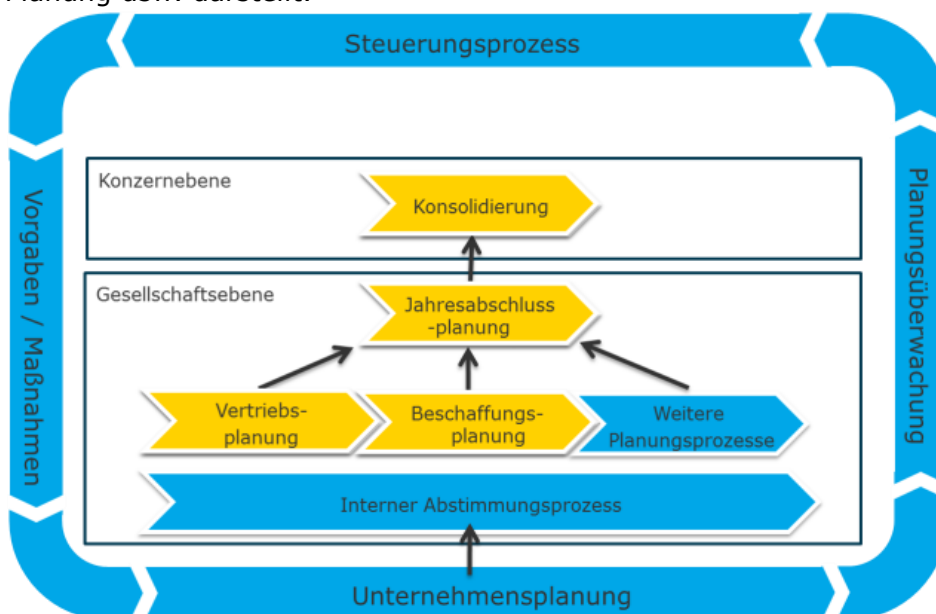 Planung usw. darstellt.
Steuerungsprozess
Konzernebene
Konsolidierung
Gesellschaftsebene
Jahresabschluss
-planung
Vertriebs-
planung
Beschaffungs-
planung
Weitere
Planungsprozesse
Interner Abstimmungsprozess
Unternehmensplanung
Vorgaben / Maßnahmen
Planungsüberwachung